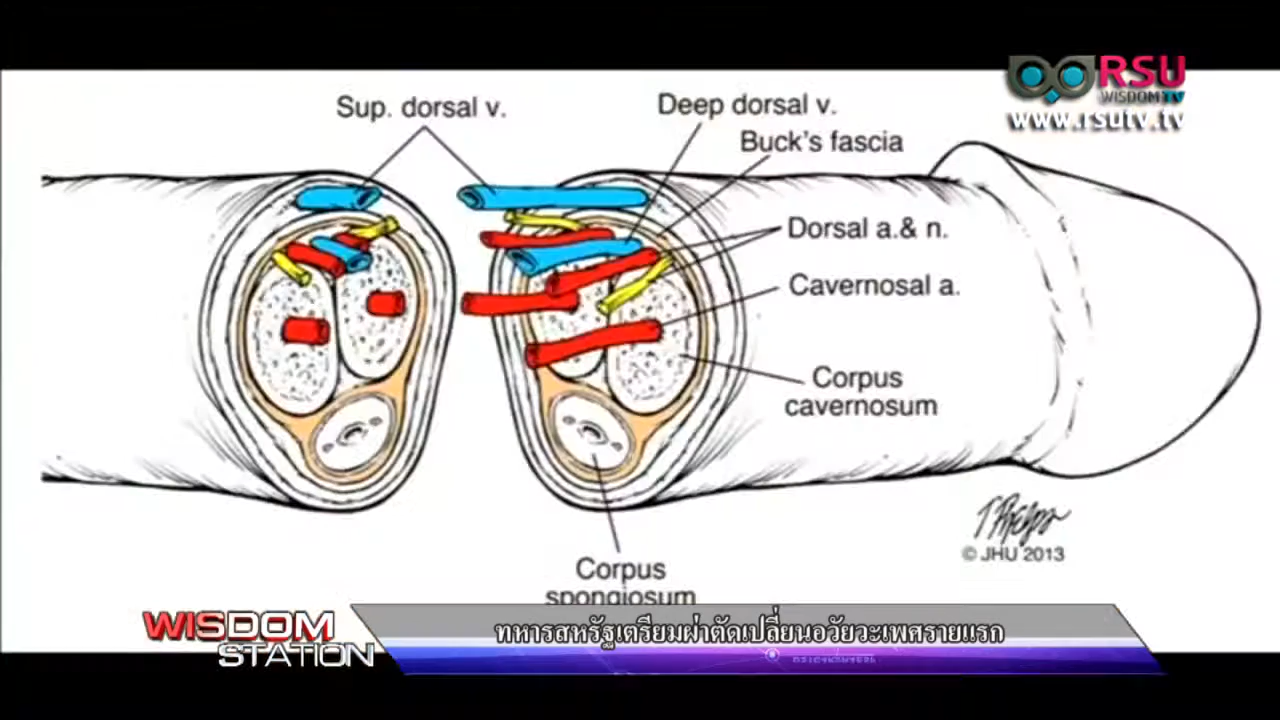 RSU
WISDOM TV
www.rsutv.tv
Sup. dorsal v.
Deep dorsal v.
Buck's fascia
Dorsal a.& n.
Cavernosal a.
Corpus
cavernosum
T Phelps
© JHU 2013
Corpus
spongiosum
WISDOM
STATION
ทหารสหรัฐเตรียมผ่าตัดเปลี่ยนอวัยวะเพศรายแรก